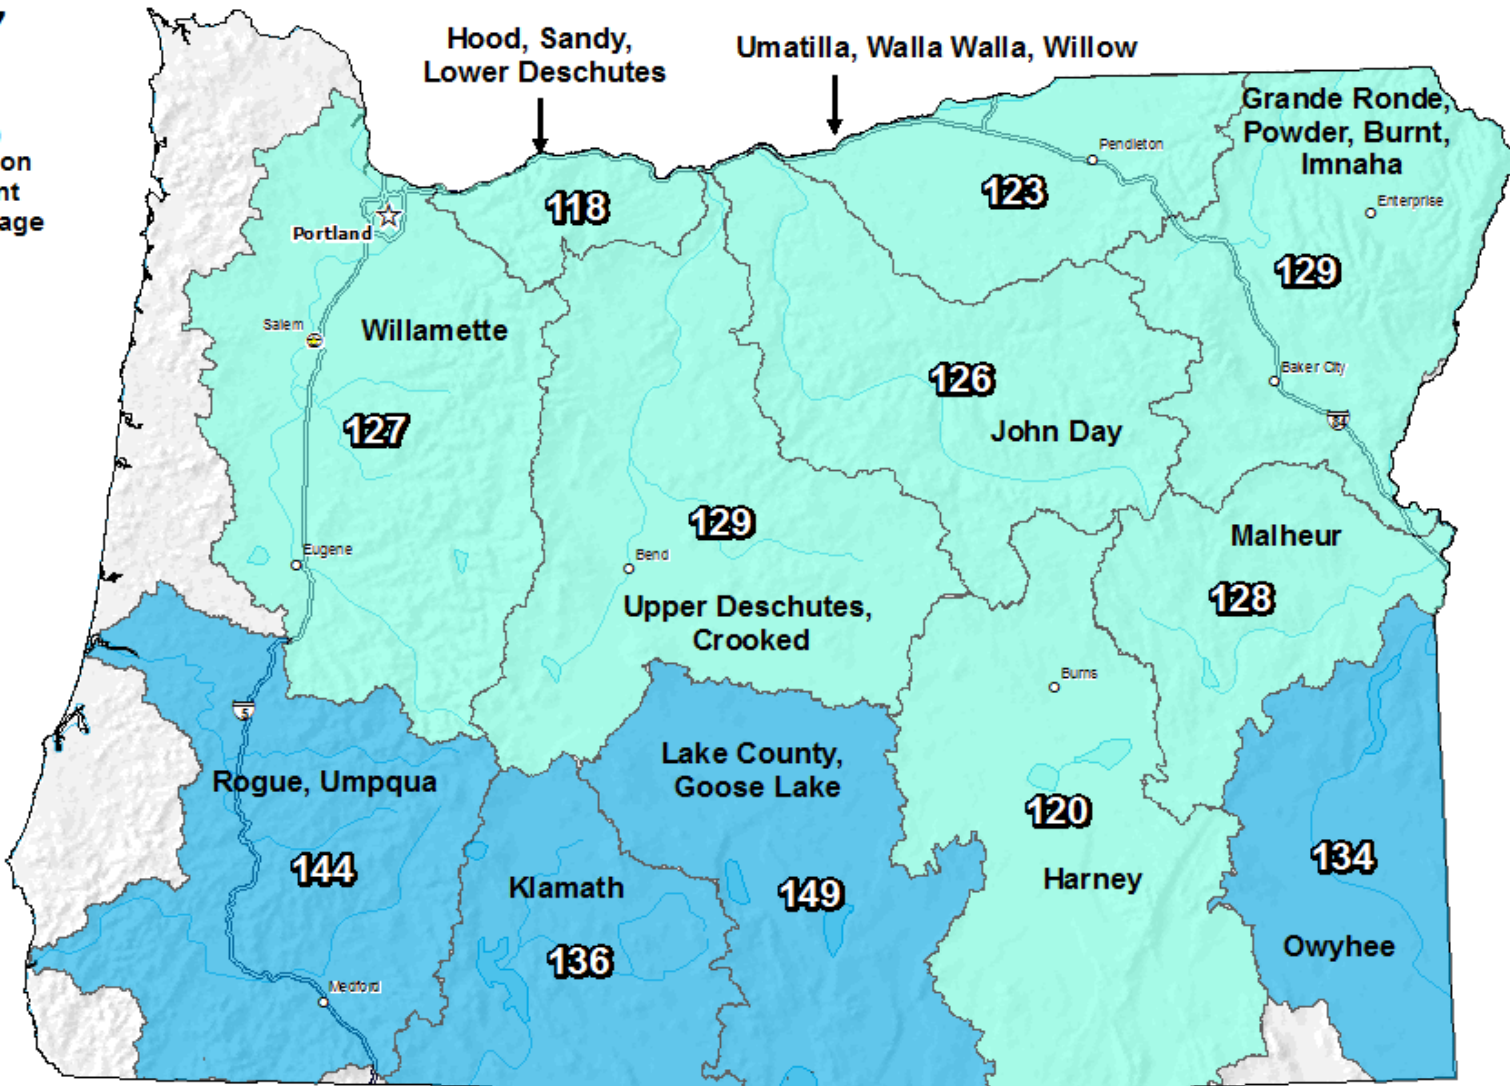 Hood, Sandy,
Lower Deschutes
Umatilla, Walla Walla, Willow
Grande Ronde,
Powder, Burnt,
Imnaha
on
nt
age
Pendleton
Enterprise
118
123
Portland
129
Salem
Willamette
126
Baker City
127
John Day
84
129
Malheur
Eugene
Bend
128
Upper Deschutes,
Crooked
Burns
5
Lake County,
Goose Lake
Rogue, Umpqua
120
144
Klamath
149
Harney
134
136
Owyhee
Medford